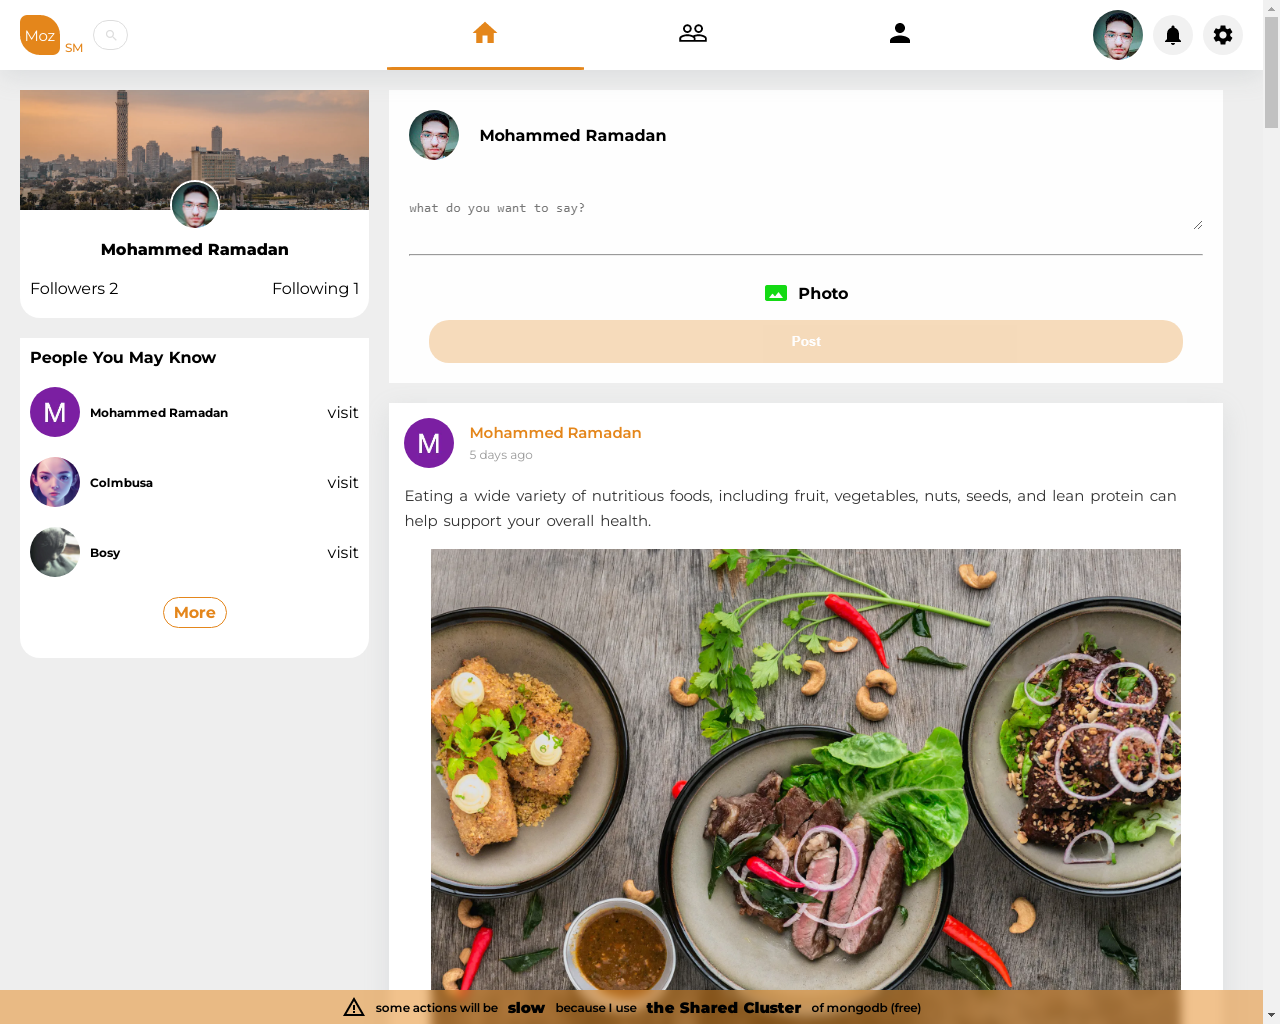 Moz SM
Mohammed Ramadan
Followers 2 Following 1
People You May Know
M Mohammed Ramadan visit
Colmbusa visit
Bosy visit
More
Mohammed Ramadan
what do you want to say?
Photo
Post
M Mohammed Ramadan
5 days ago
Eating a wide variety of nutritious foods, including fruit, vegetables, nuts, seeds, and lean protein can
help support your overall health.
some actions will be slow because I use the Shared Cluster of mongodb (free)